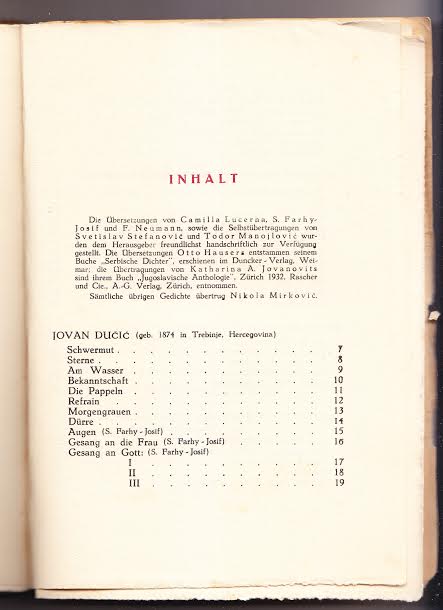 INHALT
Die Übersetzungen von Camilla Lucerna, S. Farhy-
Josif und F. Neumann, sowie die Selbstübertragungen von
Svetislav Stefanović und Todor Manojlović wur-
den dem Herausgeber freundlichst handschriftlich zur Verfügung
gestellt. Die Übersetzungen Otto Hausers entstammen seinem
Buche „Serbische Dichter", erschienen im Duncker-Verlag, Wei-
mar; die Übertragungen von Katharina A. Jovanovits
sind ihrem Buch „Jugoslavische Anthologie". Zürich 1932. Rascher
und Cie., A.-G. Verlag, Zürich, entnommen.
Sämtliche übrigen Gedichte übertrug Nikola Mirković.
JOVAN DUČIĆ (geb. 1874 in Trebinje, Hercegovina)
Schwermut . . . . . . . . . . . 7
Sterne . . . . . . . . . . . . 8
Am Wasser . . . . . . . . . . 9
Bekanntschaft . . . . . . . . . . 10
Die Pappeln . . . . . . . . . . 11
Refrain . . . . . . . . . . . 12
Morgengrauen . . . . . . . . . . 13
Dürre . . . . . . . . . . . . 14
Augen (S. Farhy-Josif) . . . . . . . . 15
Gesang an die Frau (S. Farhy-Josif) . . . . . 16
Gesang an Gott: (S. Farhy-Josif)
I . . . . . . . . . . 17
II . . . . . . . . . . 18
III . . . . . . . . . . 19